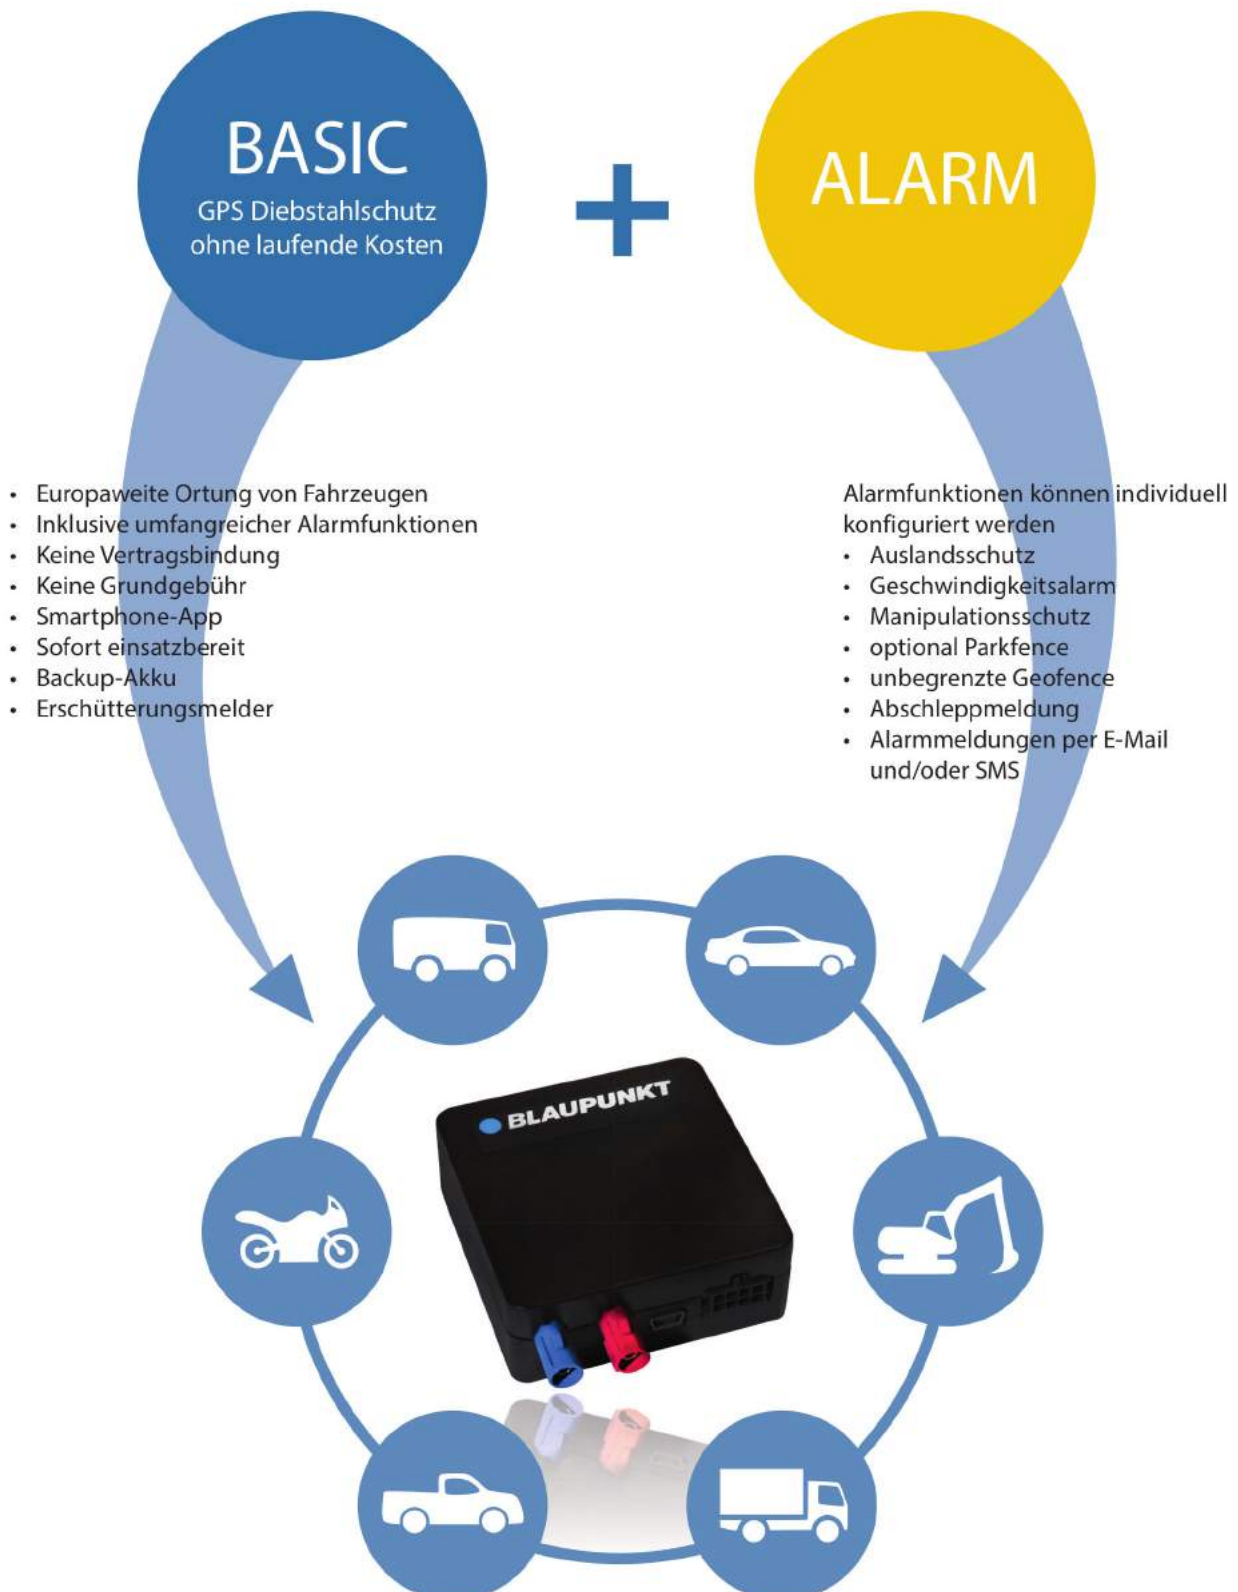 BASIC
GPS Diebstahlschutz
ohne laufende Kosten
ALARM
• Europaweite Ortung von Fahrzeugen
• Inklusive umfangreicher Alarmfunktionen
• Keine Vertragsbindung
• Keine Grundgebühr
• Smartphone-App
• Sofort einsatzbereit
• Backup-Akku
• Erschütterungsmelder
Alarmfunktionen können individuell
konfiguriert werden
• Auslandsschutz
• Geschwindigkeitsalarm
• Manipulationsschutz
• optional Parkfence
• unbegrenzte Geofence
• Abschleppmeldung
• Alarmmeldungen per E-Mail
und/oder SMS
BLAUPUNKT